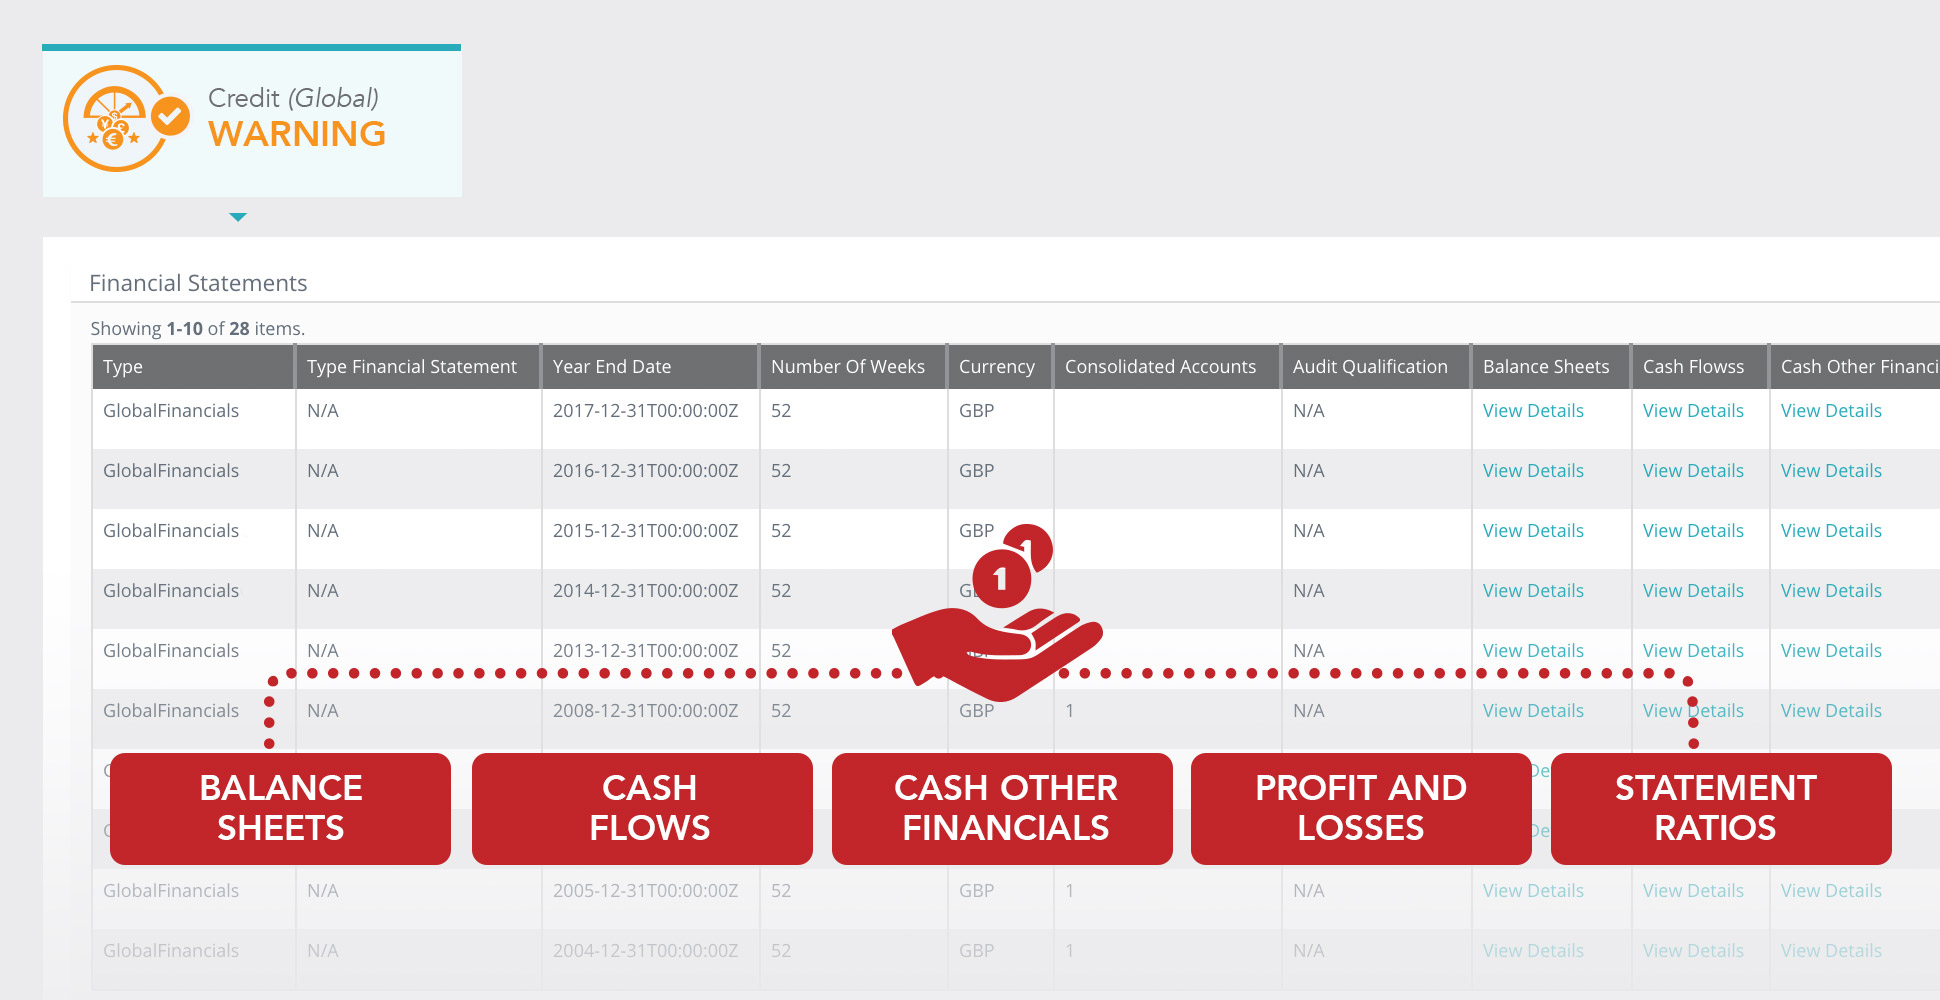 Credit (Global)
WARNING
Financial Statements
Showing 1-10 of 28 items.
Type Type Financial Statement Year End Date Number Of Weeks Currency Consolidated Accounts Audit Qualification Balance Sheets Cash Flowss Cash Other Financi
GlobalFinancials N/A 2017-12-31T00:00:00Z 52 GBP N/A View Details View Details View Details
GlobalFinancials N/A 2016-12-31T00:00:00Z 52 GBP N/A View Details View Details View Details
GlobalFinancials N/A 2015-12-31T00:00:00Z 52 GBP N/A View Details View Details View Details
1
1
GlobalFinancials N/A 2014-12-31T00:00:00Z 52 N/A View Details View Details View Details
GlobalFinancials N/A 2013-12-31T00:00:00Z 52 N/A View Details View Details View Details
GlobalFinancials N/A 2008-12-31T00:00:00Z 52 GBP 1 N/A View Details View Details View Details
BALANCE
SHEETS
CASH
FLOWS
CASH OTHER
FINANCIALS
PROFIT AND
LOSSES
STATEMENT
RATIOS
GlobalFinancials N/A 2005-12-31T00:00:00Z 52 GBP 1 N/A View Details View Details View Details
GlobalFinancials N/A 2004-12-31T00:00:00Z 52 GBP 1 N/A View Details View Details View Details